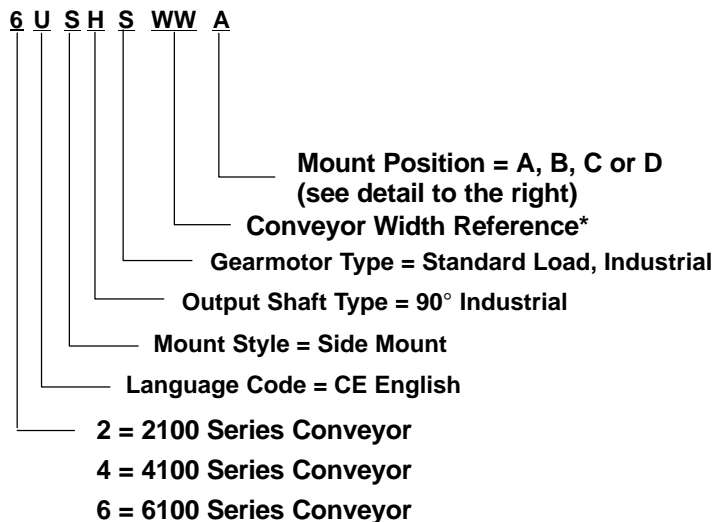 6 U S H S WW A
Mount Position = A, B, C or D
(see detail to the right)
Conveyor Width Reference*
Gearmotor Type = Standard Load, Industrial
Output Shaft Type = 90° Industrial
Mount Style = Side Mount
Language Code = CE English
2 = 2100 Series Conveyor
4 = 4100 Series Conveyor
6 = 6100 Series Conveyor